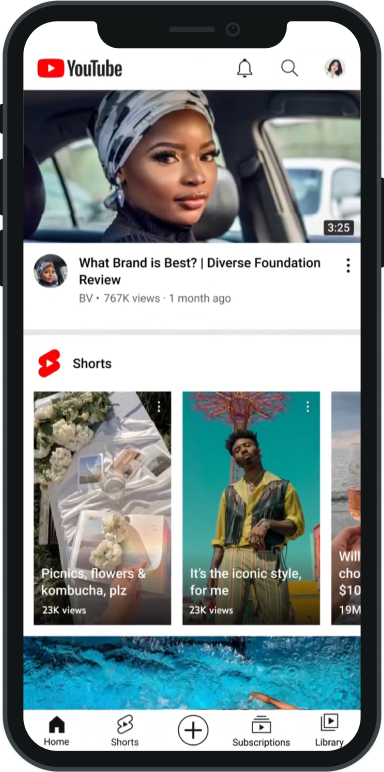 YouTube
3:25
What Brand is Best? | Diverse Foundation
Review
BV • 767K views · 1 month ago
Shorts
Picnics, flowers &
kombucha, plz
23K views
It's the iconic style,
for me
23K views
Will
cho
$10
19M
Home
Shorts
Subscriptions
Library